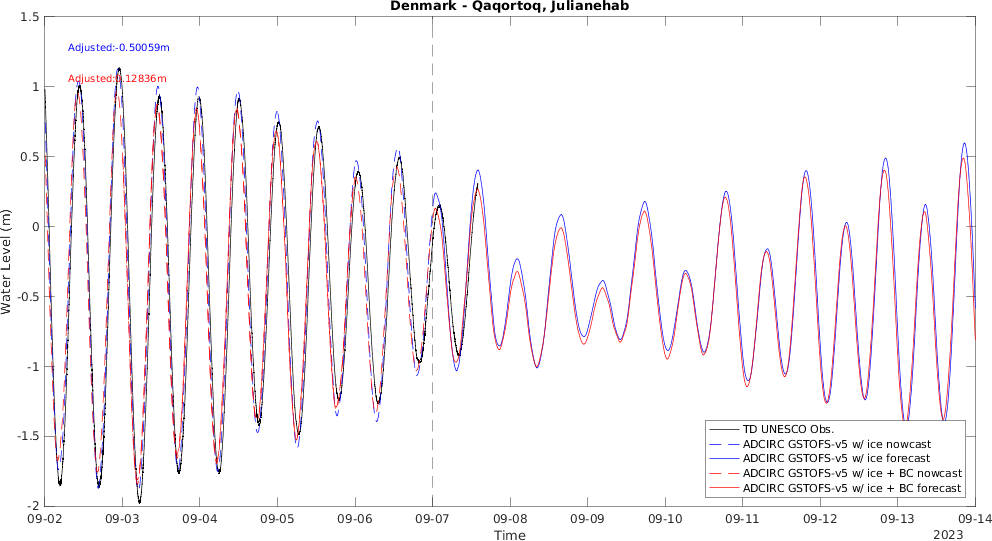 Denmark - Qaqortoq, Julianehab
1.5
1
0.5
0
-0.5
-1
-1.5
-2
Water Level (m)
Adjusted:-0.50059m
Adjusted:0.12836m
TD UNESCO Obs.
ADCIRC GSTOFS-v5 w/ ice nowcast
ADCIRC GSTOFS-v5 w/ ice forecast
ADCIRC GSTOFS-v5 w/ ice + BC nowcast
ADCIRC GSTOFS-v5 w/ ice + BC forecast
09-02 09-03 09-04 09-05 09-06 09-07 09-08 09-09 09-10 09-11 09-12 09-13 09-14
Time
2023